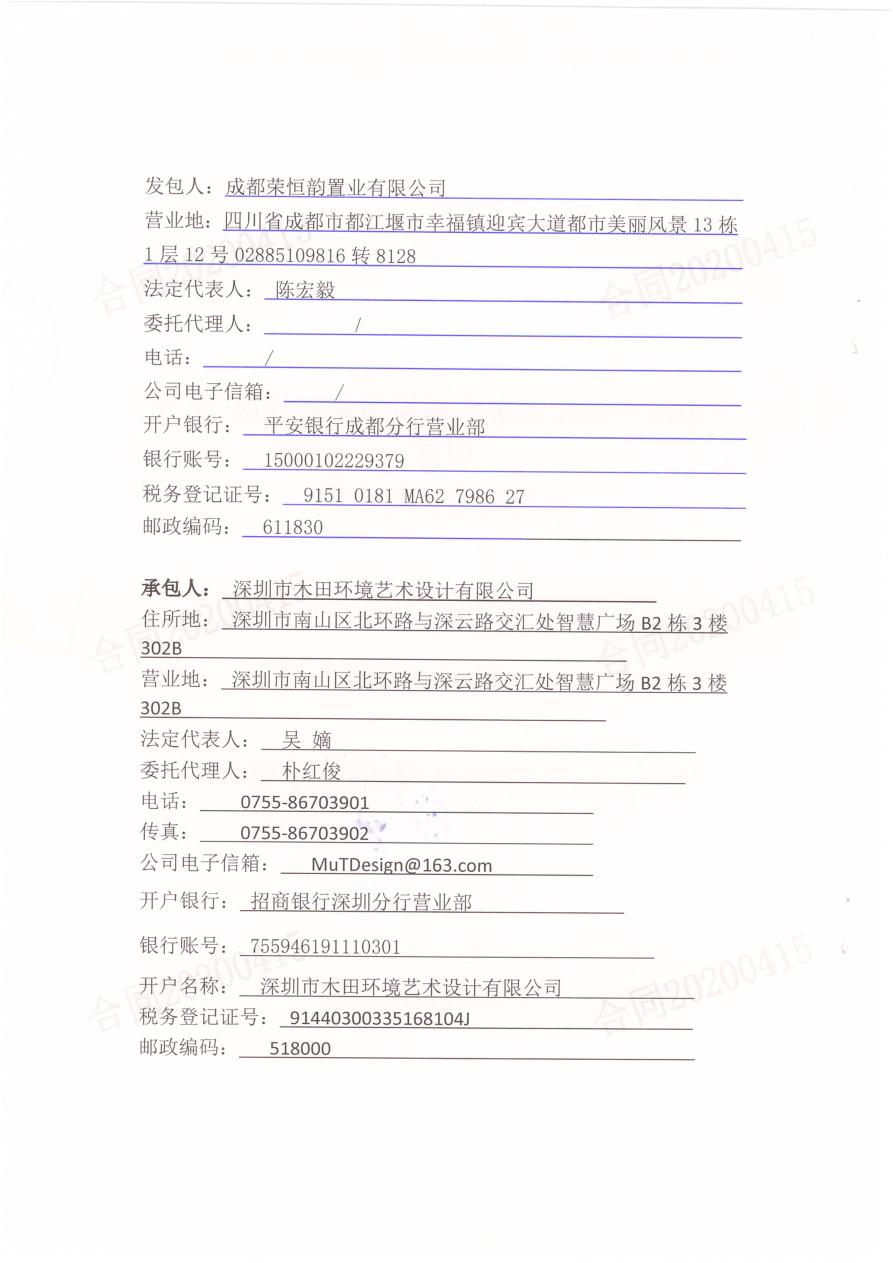 发包人：成都荣恒韵置业有限公司
营业地：四川省成都市都江堰市幸福镇迎宾大道都市美丽风景 13 栋
1 层 12 号 02885109816 转 8128
法定代表人：陈宏毅
委托代理人： /
电话： /
公司电子信箱： /
开户银行： 平安银行成都分行营业部
银行账号： 15000102229379
税务登记证号： 9151 0181 MA62 7986 27
邮政编码： 611830
承包人： 深圳市木田环境艺术设计有限公司
住所地： 深圳市南山区北环路与深云路交汇处智慧广场 B2 栋 3 楼
302B
营业地： 深圳市南山区北环路与深云路交汇处智慧广场 B2 栋 3 楼
302B
法定代表人： 吴 嫡
委托代理人： 朴红俊
电话： 0755-86703901
传真： 0755-86703902
公司电子信箱： MuTDesign@163.com
开户银行： 招商银行深圳分行营业部
银行账号： 755946191110301
开户名称： 深圳市木田环境艺术设计有限公司
税务登记证号： 91440300335168104J
邮政编码： 518000
合同20200415
合同20200415
合同20200415
合同20200415
合同20200415
合同20200415